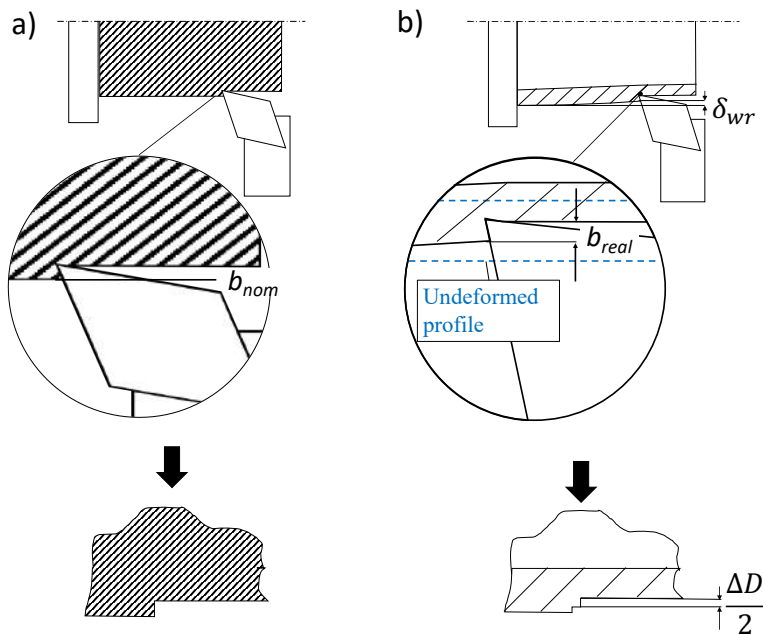 a)
b)
δwr
bnom
breal
Undeformed
profile
ΔD
2